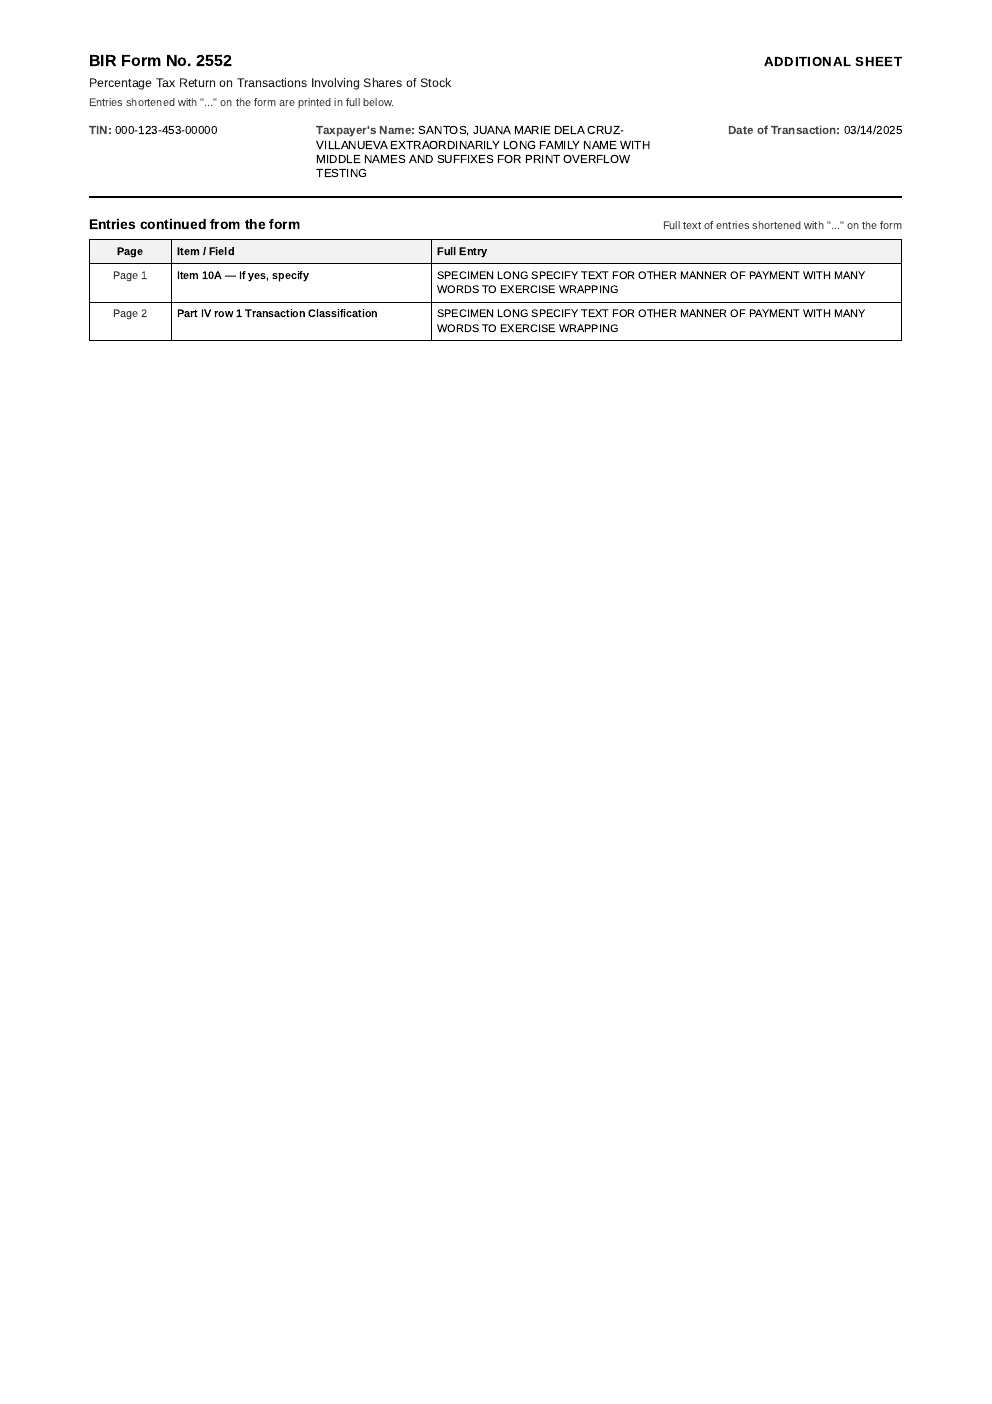 BIR Form No. 2552
ADDITIONAL SHEET
Percentage Tax Return on Transactions Involving Shares of Stock
Entries shortened with "..." on the form are printed in full below.
TIN: 000-123-453-00000
Taxpayer's Name: SANTOS, JUANA MARIE DELA CRUZ-
VILLANUEVA EXTRAORDINARILY LONG FAMILY NAME WITH
MIDDLE NAMES AND SUFFIXES FOR PRINT OVERFLOW
TESTING
Date of Transaction: 03/14/2025
Entries continued from the form
Full text of entries shortened with "..." on the form
Page Item / Field Full Entry
Page 1 Item 10A — If yes, specify SPECIMEN LONG SPECIFY TEXT FOR OTHER MANNER OF PAYMENT WITH MANY
WORDS TO EXERCISE WRAPPING
Page 2 Part IV row 1 Transaction Classification SPECIMEN LONG SPECIFY TEXT FOR OTHER MANNER OF PAYMENT WITH MANY
WORDS TO EXERCISE WRAPPING